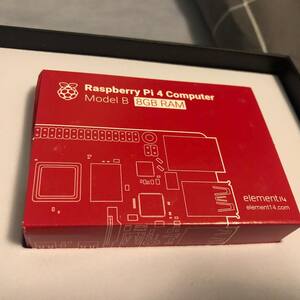 Raspberry Pi 4 Computer
Model B 8GB RAM
element14
element14.com